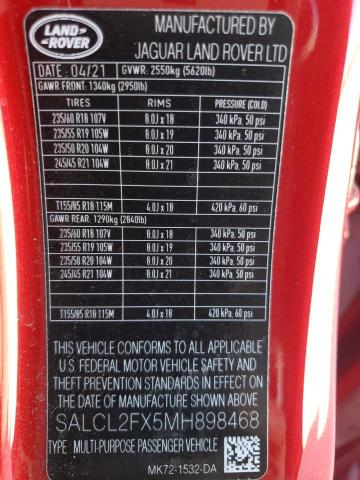 LAND-
ROVER
MANUFACTURED BY
JAGUAR LAND ROVER LTD
DATE : 04/21 GVWR: 2550kg (5620lb)
GAWR FRONT: 1340kg (2950lb)
TIRES RIMS PRESSURE (COLD)
235/60 R18 107V 8.0J x 18 340 kPa, 50 psi
235/55 R19 105W 8.0J x 19 340 kPa, 50 psi
235/50 R20 104W 8.0J x 20 340 kPa, 50 psi
245/45 R21 104W 8.0J x 21 340 kPa, 50 psi
T155/85 R18 115M 4.0J x 18 420 kPa, 60 psi
GAWR REAR: 1290kg (2840lb)
235/60 R18 107V 8.0J x 18 340 kPa, 50 psi
235/55 R19 105W 8.0J x 19 340 kPa, 50 psi
235/50 R20 104W 8.0J x 20 340 kPa, 50 psi
245/45 R21 104W 8.0J x 21 340 kPa, 50 psi
T155/85 R18 115M 4.0J x 18 420 kPa, 60 psi
THIS VEHICLE CONFORMS TO ALL APPLICABLE
U.S. FEDERAL MOTOR VEHICLE SAFETY AND
THEFT PREVENTION STANDARDS IN EFFECT ON
THE DATE OF MANUFACTURE SHOWN ABOVE
SALCL2FX5MH898468
TYPE: MULTI-PURPOSE PASSENGER VEHICLE
MK72-1532-DA